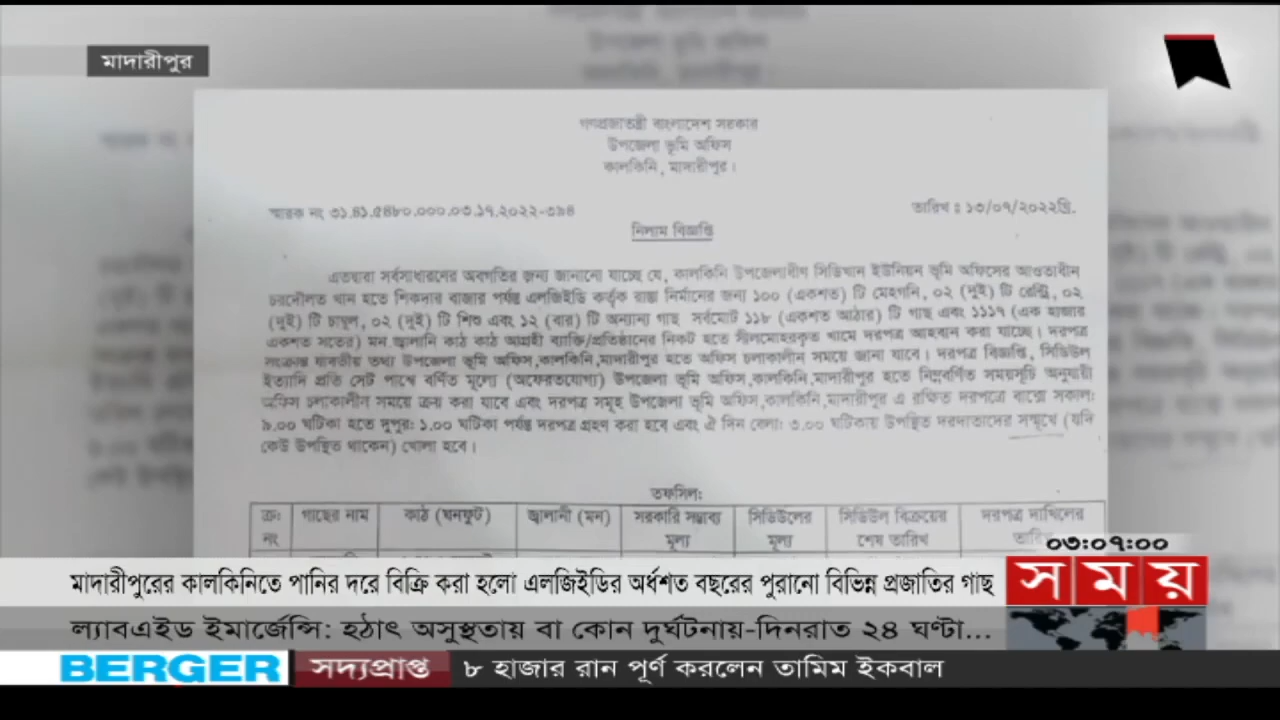 মাদারীপুর
গণপ্রজাতন্ত্রী বাংলাদেশ সরকার
উপজেলা ভূমি অফিস
কালকিনি, মাদারীপুর।
স্মারক নং ৩১.৪১.৫৪৮০.০০০.০৩.১৭.২০২২-৩৯৪
তারিখ ঃ ১৩/০৭/২০২২খ্রি.
নিলাম বিজ্ঞপ্তি
এতদ্বারা সর্বসাধারনের অবগতির জন্য জানানো যাচ্ছে যে, কালকিনি উপজেলাধীন সিডিখান ইউনিয়ন ভূমি অফিসের আওতাধীন
চরদৌলত খান হতে শিকদার বাজার পর্যন্ত এলজিইডি কর্তৃক রাস্তা নির্মানের জন্য ১০০ (একশত) টি মেহগনি, ০২ (দুই) টি রেন্ট্রি, ০২
(দুই) টি চাম্বুল, ০২ (দুই) টি শিশু এবং ১২ (বার) টি অন্যান্য গাছ সর্বমোট ১১৮ (একশত আঠার) টি গাছ এবং ১১১৭ (এক হাজার
একশত সতের) মন জ্বালানি কাঠ কাঠ আগ্রহী ব্যাক্তি/প্রতিষ্ঠানের নিকট হতে সীলমোহরকৃত খামে দরপত্র আহবান করা যাচ্ছে। দরপত্র
সংক্রান্ত যাবতীয় তথ্য উপজেলা ভূমি অফিস,কালকিনি,মাদারীপুর হতে অফিস চলাকালীন সময়ে জানা যাবে। দরপত্র বিজ্ঞপ্তি, সিডিউল
ইত্যাদি প্রতি সেট পাশ্বে বর্ণিত মূল্যে (অফেরতযোগ্য) উপজেলা ভূমি অফিস,কালকিনি,মাদারীপুর হতে নিম্নবর্ণিত সময়সূচি অনুযায়ী
অফিস চলাকালীন সময়ে ক্রয় করা যাবে এবং দরপত্র সমূহ উপজেলা ভূমি অফিস,কালকিনি,মাদারীপুর এ রক্ষিত দরপত্রে বাক্সে সকাল:
৯.০০ ঘটিকা হতে দুপুর: ১.০০ ঘটিকা পর্যন্ত দরপত্র গ্রহণ করা হবে এবং ঐ দিন বেলা: ৩.০০ ঘটিকায় উপস্থিত দরদাতাদের সম্মুখে (যদি
কেউ উপস্থিত থাকেন) খোলা হবে।
তফসিল:
ক্র: নং গাছের নাম কাঠ (ঘনফুট) জ্বালানী (মন) সরকারি সম্ভাব্য মূল্য সিডিউলের মূল্য সিডিউল বিক্রয়ের শেষ তারিখ দরপত্র দাখিলের
০৩:০৭:০০
মাদারীপুরের কালকিনিতে পানির দরে বিক্রি করা হলো এলজিইডির অর্ধশত বছরের পুরানো বিভিন্ন প্রজাতির গাছ
সময়
ল্যাবএইড ইমার্জেন্সি: হঠাৎ অসুস্থতায় বা কোন দুর্ঘটনায়-দিনরাত ২৪ ঘণ্টা...
BERGER সদ্যপ্রাপ্ত ৮ হাজার রান পূর্ণ করলেন তামিম ইকবাল